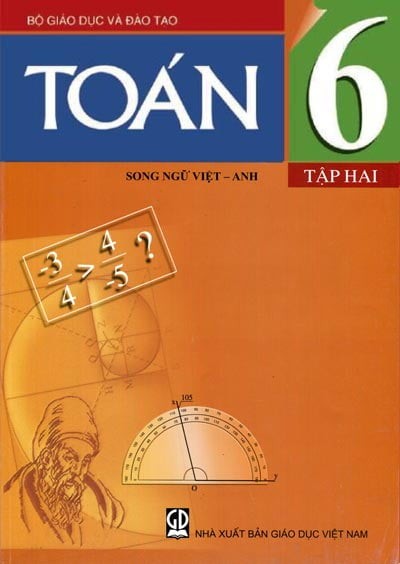 BỘ GIÁO DỤC VÀ ĐÀO TẠO
TOÁN 6
SONG NGỮ VIỆT – ANH
TẬP HAI
-3/4 > 4/-5 ?
x 105
O
y
GD
NHÀ XUẤT BẢN GIÁO DỤC VIỆT NAM